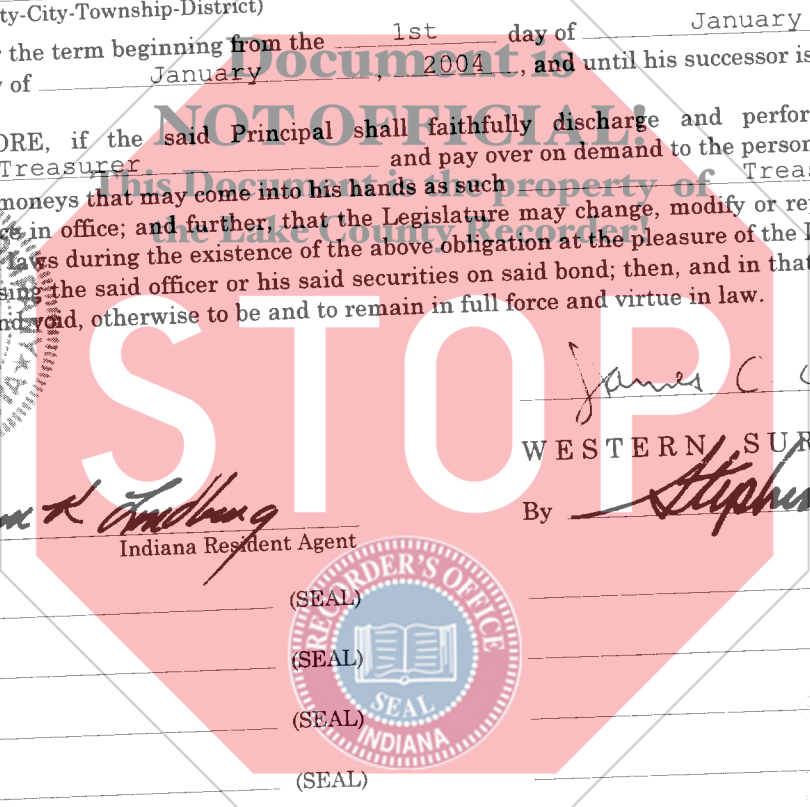 ty-City-Township-District)
the term beginning from the 1st day of January
of January, 2004, and until his successor is
Document is
NOT OFFICIAL!
This Document is the property of
the Lake County Recorder!
ORE, if the said Principal shall faithfully discharge and perfor
Treasurer and pay over on demand to the person
moneys that may come into his hands as such Treas
in office; and further, that the Legislature may change, modify or re
laws during the existence of the above obligation at the pleasure of the
sing the said officer or his said securities on said bond; then, and in that
nd void, otherwise to be and to remain in full force and virtue in law.
STOP
James C
WESTERN SUR
K Lindberg
By Stephen
Indiana Resident Agent
(SEAL)
(SEAL)
(SEAL)
(SEAL)
RECORDER'S OFFICE
SEAL
INDIANA